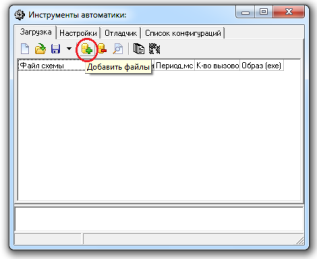 Инструменты автоматики:
Загрузка Настройки Отладчик Список конфигураций
Файл схемы Период,мс К-во вызово Образ (exe)
Добавить файлы